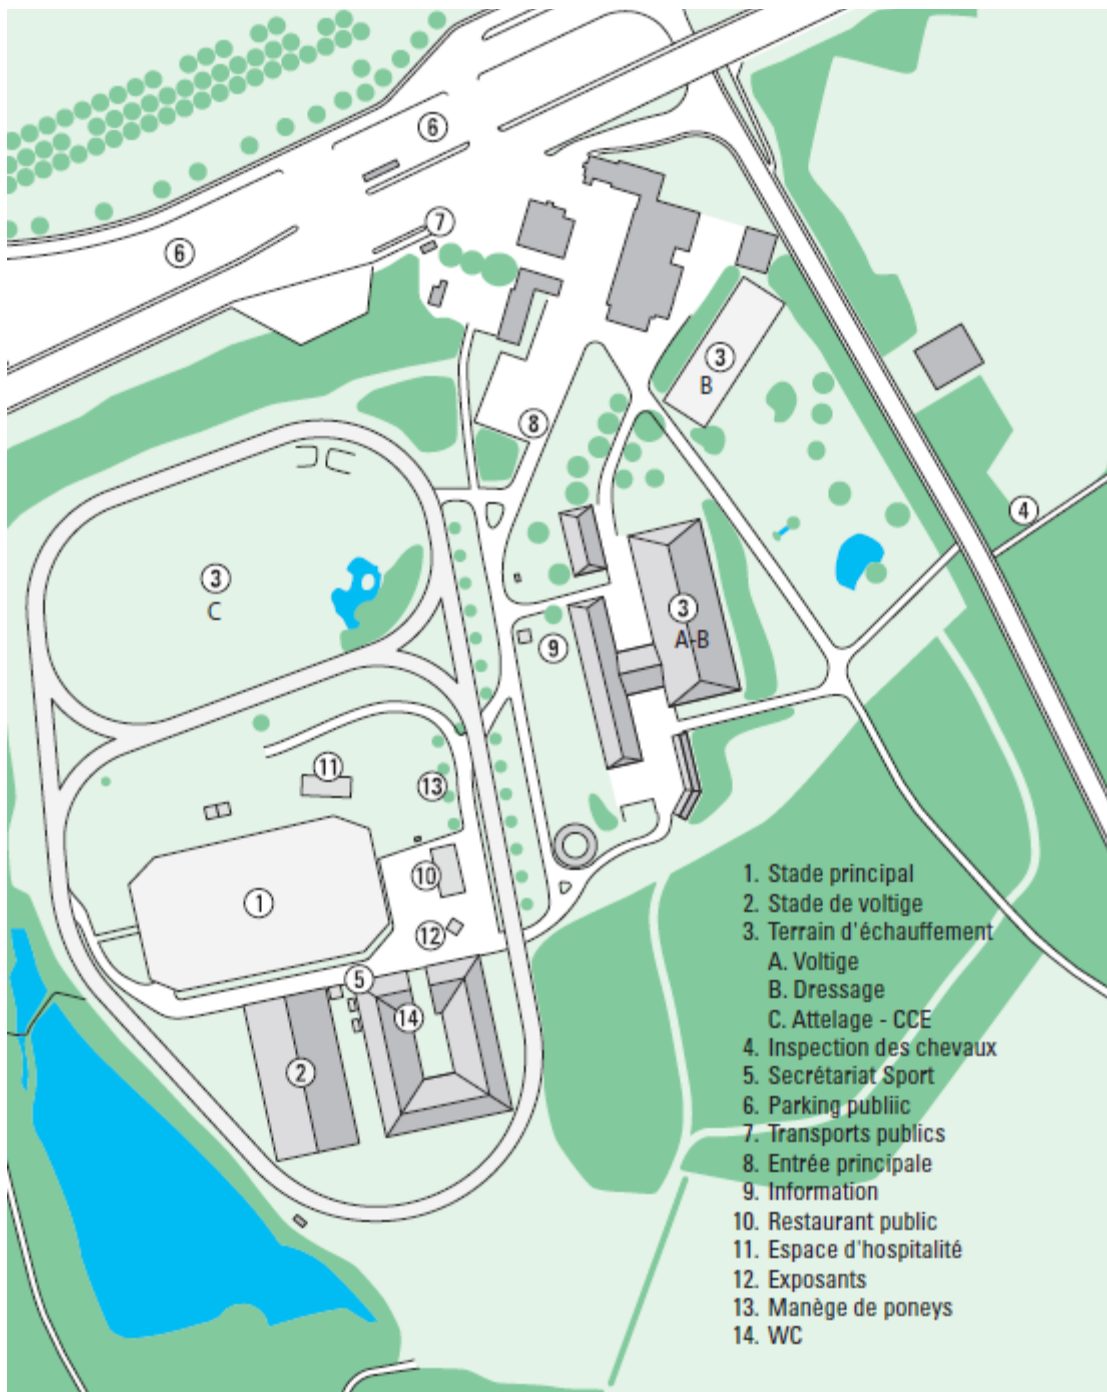 6
7
6
3
B
8
4
3
C
3
A-B
9
11
13
10
1
12
5
14
2
1. Stade principal
2. Stade de voltige
3. Terrain d'échauffement
A. Voltige
B. Dressage
C. Attelage - CCE
4. Inspection des chevaux
5. Secrétariat Sport
6. Parking publiic
7. Transports publics
8. Entrée principale
9. Information
10. Restaurant public
11. Espace d'hospitalité
12. Exposants
13. Manège de poneys
14. WC